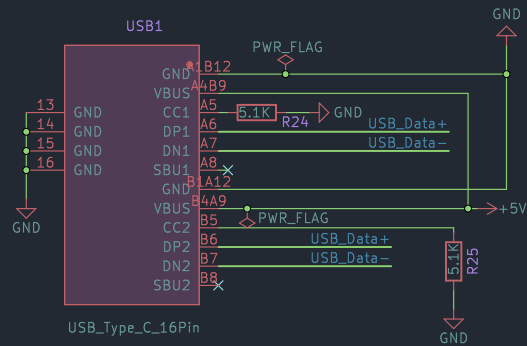 USB1
GND
PWR_FLAG
GND A1B12
VBUS A4B9
13 GND CC1 A5 5.1K R24 GND
14 GND DP1 A6 USB_Data+
15 GND DN1 A7 USB_Data-
16 GND SBU1 A8
GND B1A12
VBUS B4A9 +5V
GND PWR_FLAG
CC2 B5
DP2 B6 USB_Data+
DN2 B7 USB_Data-
5.1K R25
SBU2 B8
USB_Type_C_16Pin
GND